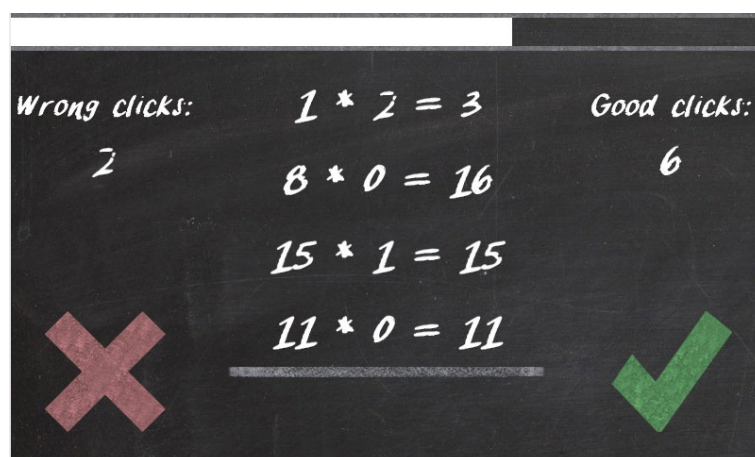 Wrong clicks:
2
1 * 2 = 3
8 * 0 = 16
15 * 1 = 15
11 * 0 = 11
Good clicks:
6